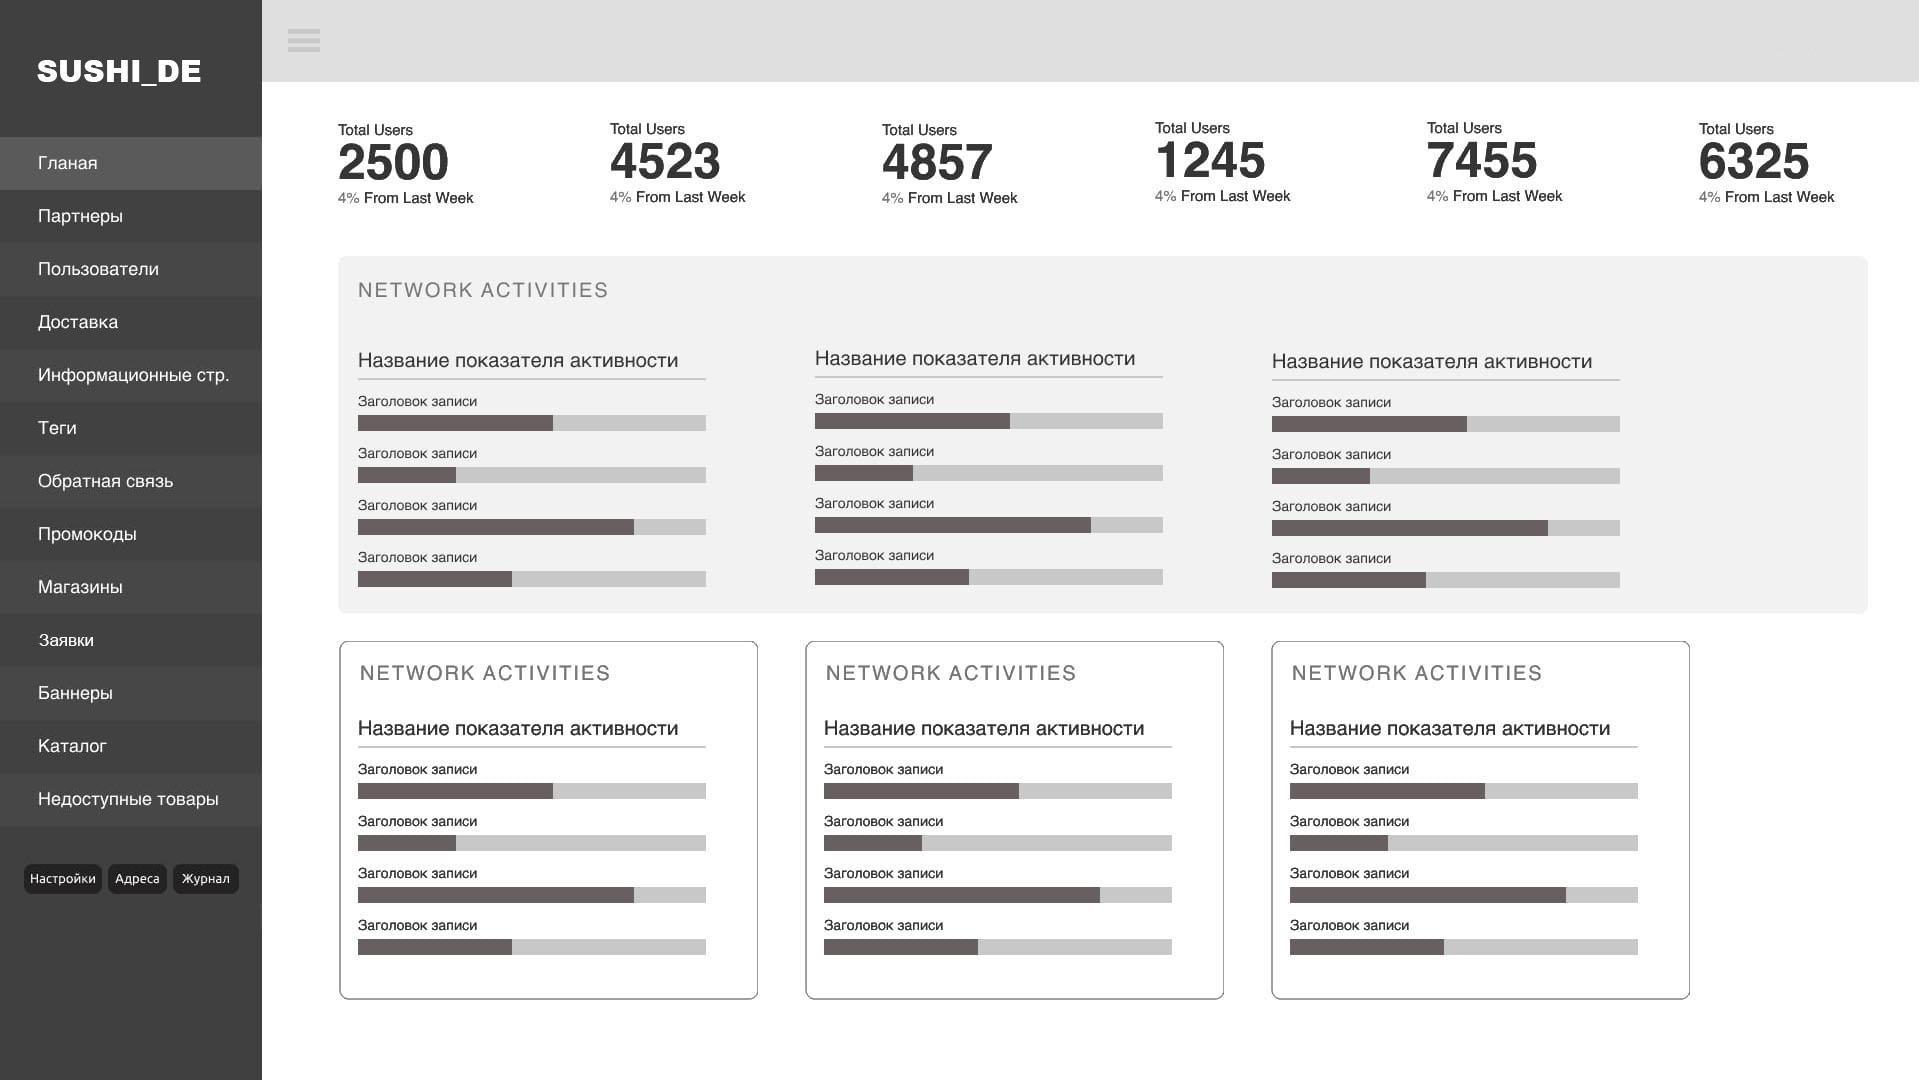 SUSHI_DE
Гланая
Партнеры
Пользователи
Доставка
Информационные стр.
Теги
Обратная связь
Промокоды
Магазины
Заявки
Баннеры
Каталог
Недоступные товары
Настройки Адреса Журнал
Total Users
2500
4% From Last Week
Total Users
4523
4% From Last Week
Total Users
4857
4% From Last Week
Total Users
1245
4% From Last Week
Total Users
7455
4% From Last Week
Total Users
6325
4% From Last Week
NETWORK ACTIVITIES
Название показателя активности
Заголовок записи
Заголовок записи
Заголовок записи
Заголовок записи
Название показателя активности
Заголовок записи
Заголовок записи
Заголовок записи
Заголовок записи
Название показателя активности
Заголовок записи
Заголовок записи
Заголовок записи
Заголовок записи
NETWORK ACTIVITIES
Название показателя активности
Заголовок записи
Заголовок записи
Заголовок записи
Заголовок записи
NETWORK ACTIVITIES
Название показателя активности
Заголовок записи
Заголовок записи
Заголовок записи
Заголовок записи
NETWORK ACTIVITIES
Название показателя активности
Заголовок записи
Заголовок записи
Заголовок записи
Заголовок записи